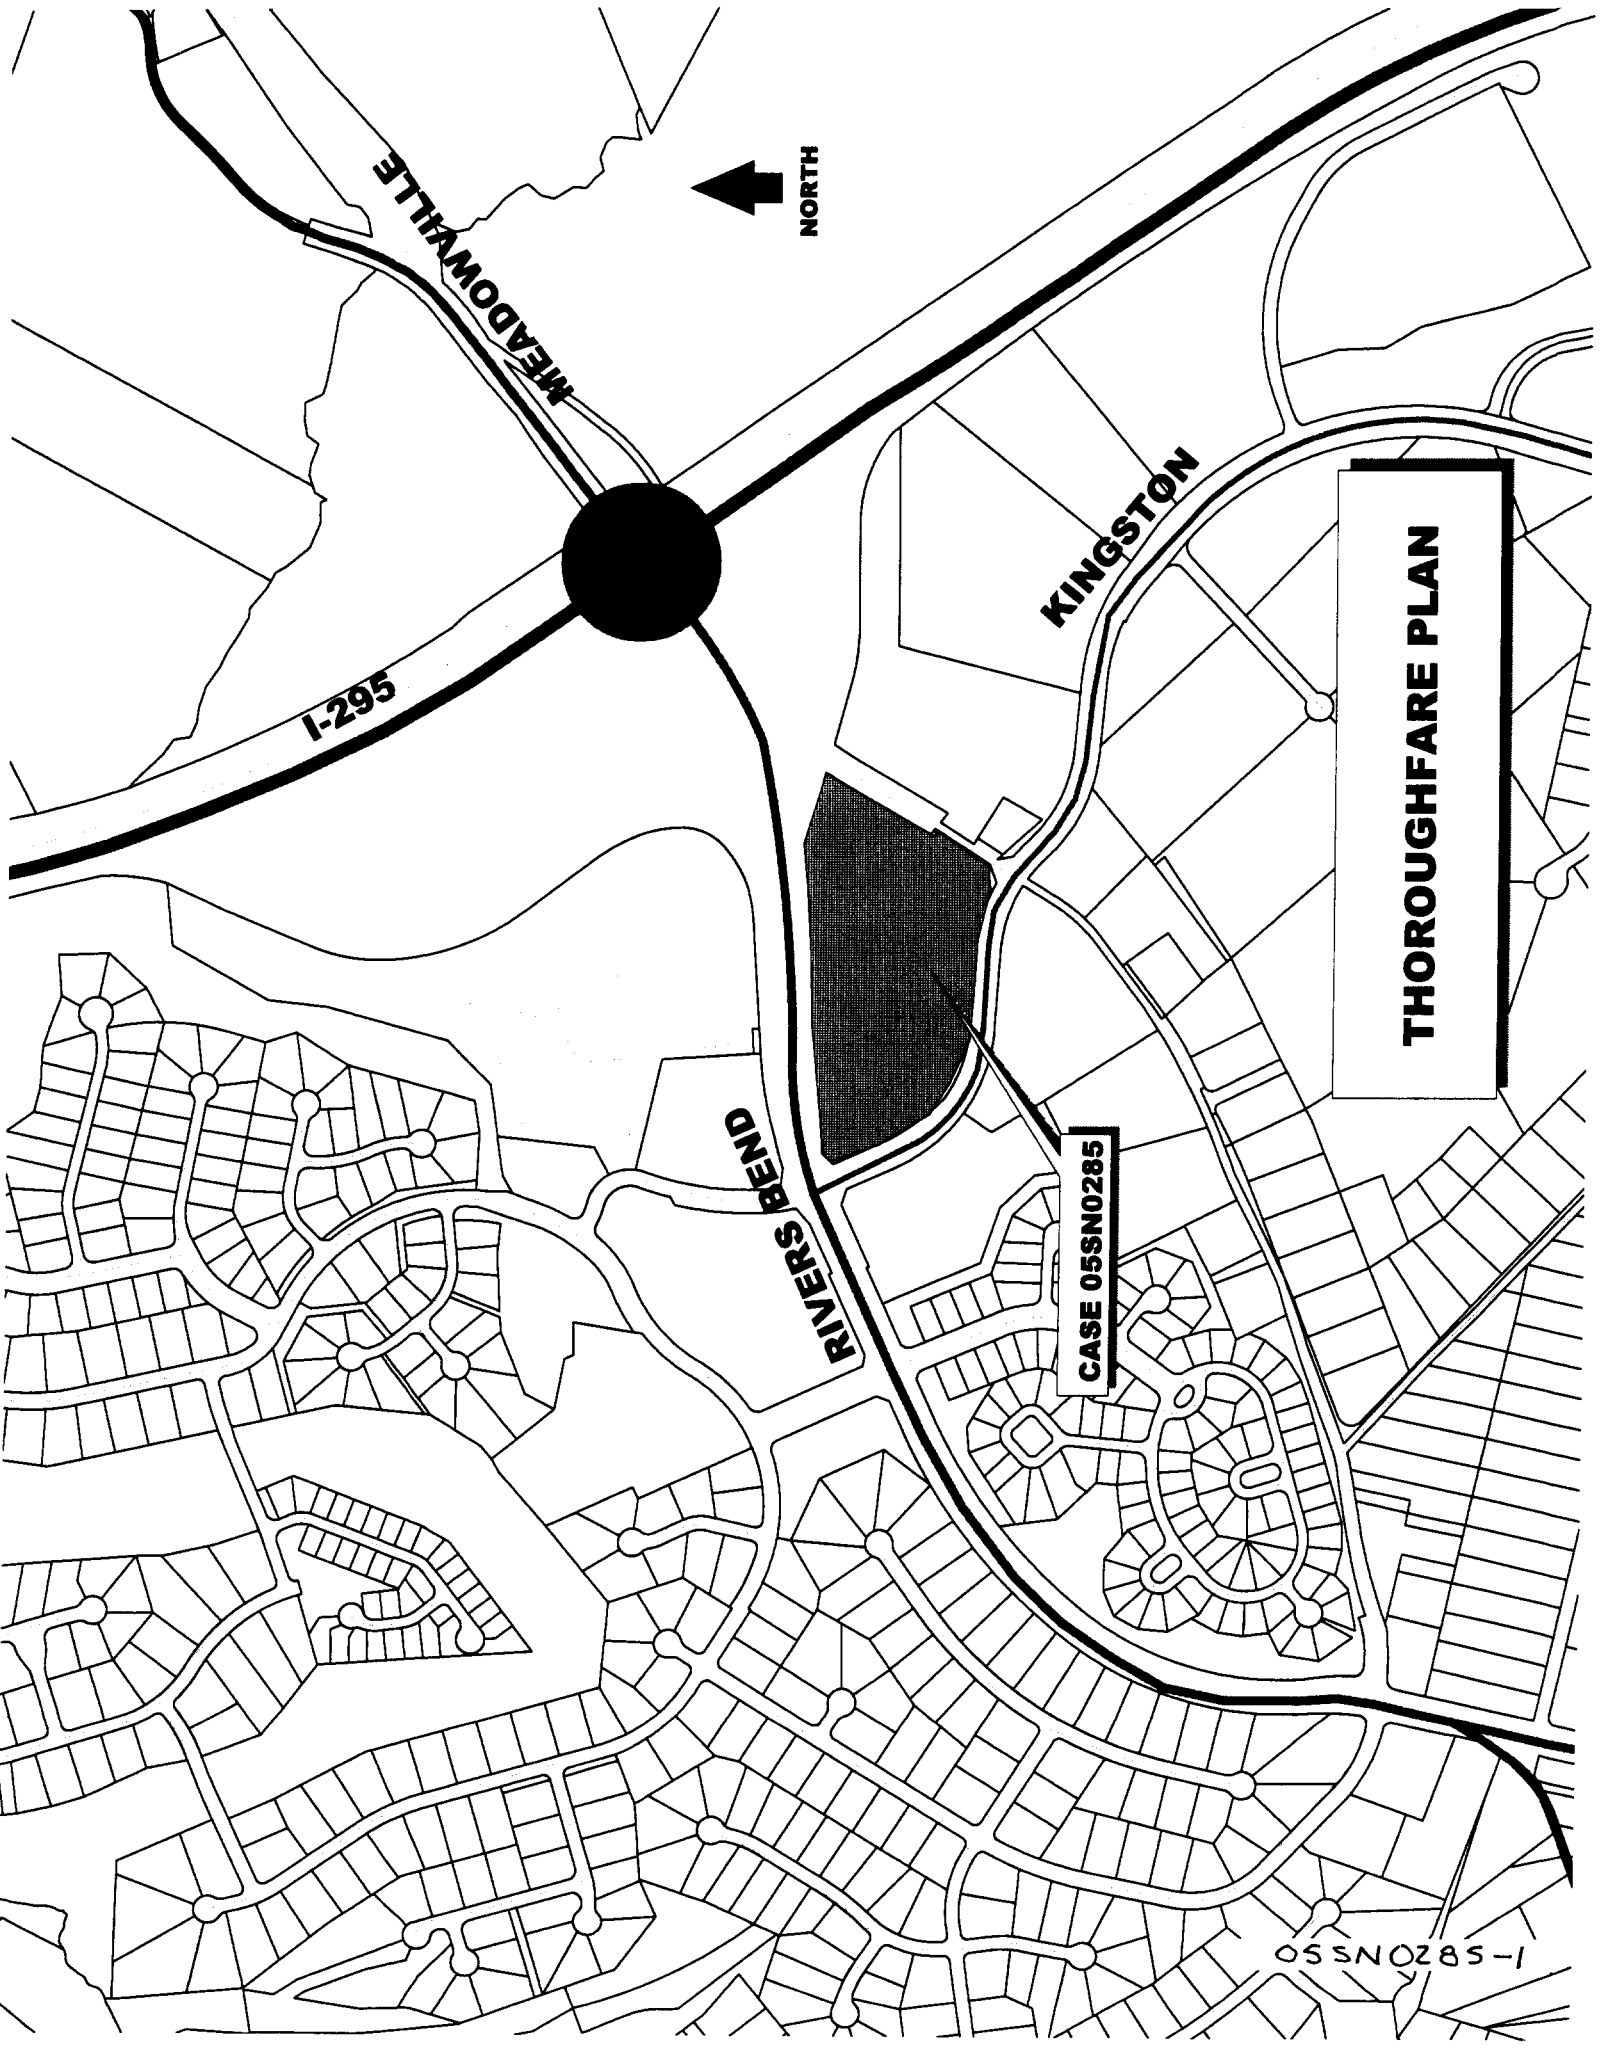 MEADOWVILLE
NORTH
I-295
KINGSTON
RIVERS BEND
CASE 05SN0285
THOROUGHFARE PLAN
05SN0285-1